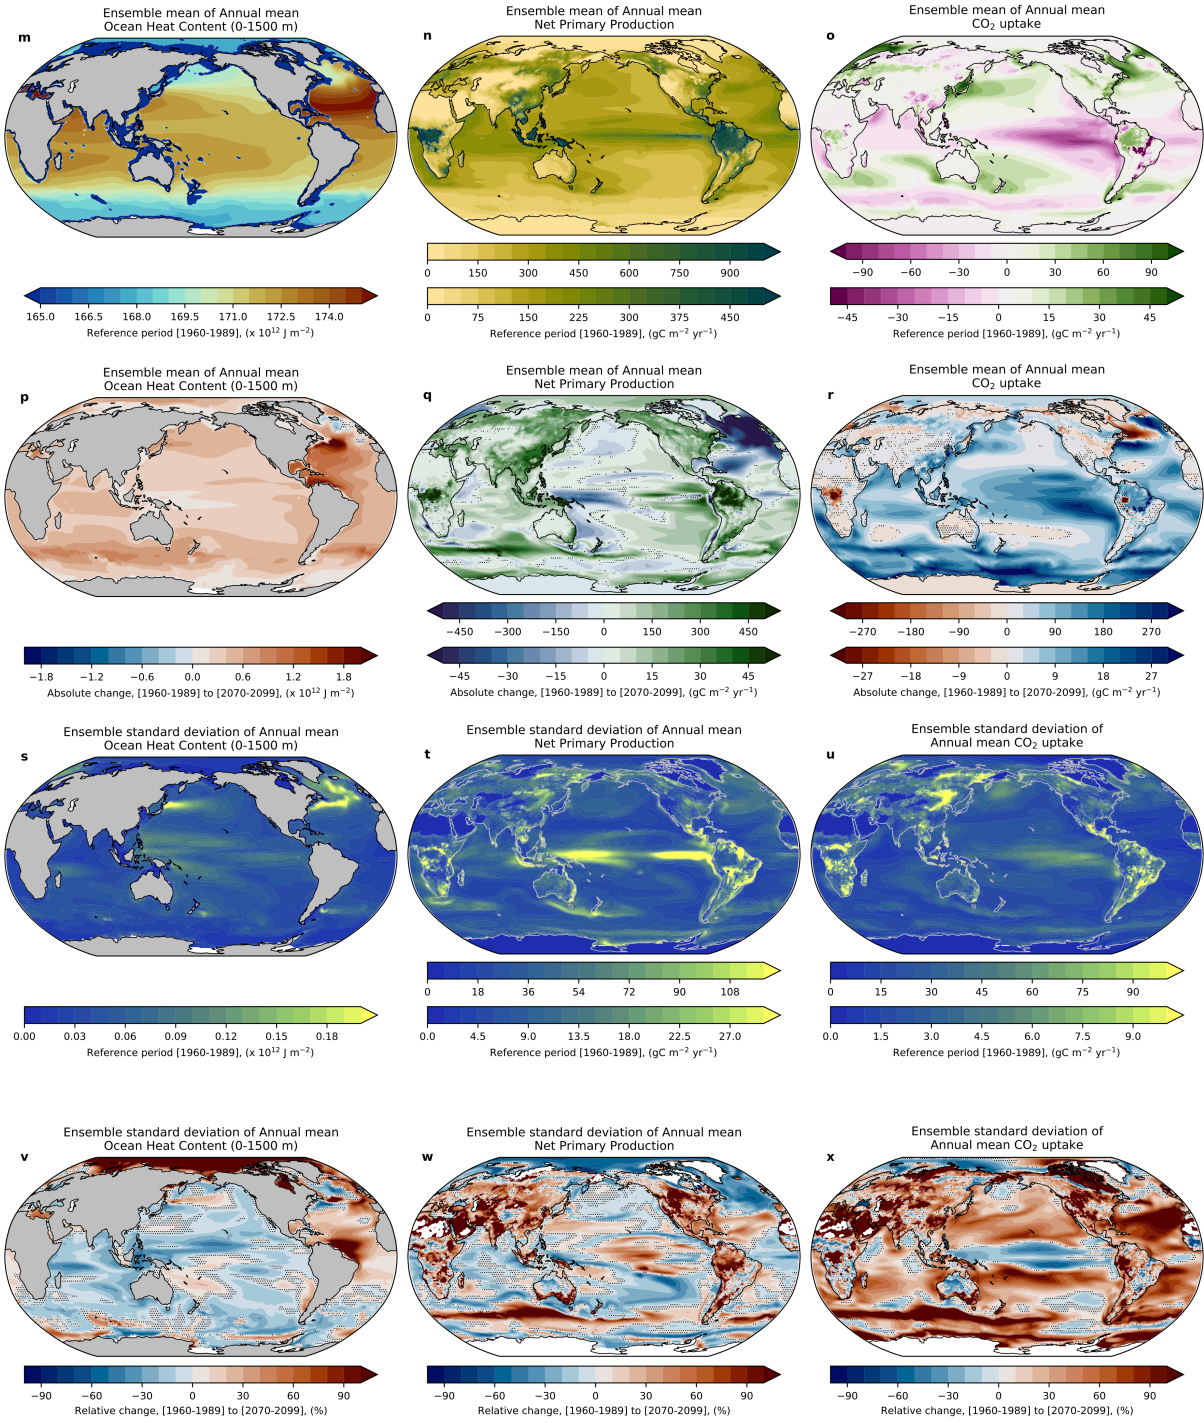 Ensemble mean of Annual mean
Ocean Heat Content (0-1500 m)
m
Ensemble mean of Annual mean
Net Primary Production
n
Ensemble mean of Annual mean
CO₂ uptake
o
165.0 166.5 168.0 169.5 171.0 172.5 174.0
Reference period [1960-1989], (x 10¹² J m⁻²)
0 150 300 450 600 750 900
0 75 150 225 300 375 450
Reference period [1960-1989], (gC m⁻² yr⁻¹)
−90 −60 −30 0 30 60 90
−45 −30 −15 0 15 30 45
Reference period [1960-1989], (gC m⁻² yr⁻¹)
Ensemble mean of Annual mean
Ocean Heat Content (0-1500 m)
p
Ensemble mean of Annual mean
Net Primary Production
q
Ensemble mean of Annual mean
CO₂ uptake
r
−1.8 −1.2 −0.6 0.0 0.6 1.2 1.8
Absolute change, [1960-1989] to [2070-2099], (x 10¹² J m⁻²)
−450 −300 −150 0 150 300 450
−45 −30 −15 0 15 30 45
Absolute change, [1960-1989] to [2070-2099], (gC m⁻² yr⁻¹)
−270 −180 −90 0 90 180 270
−27 −18 −9 0 9 18 27
Absolute change, [1960-1989] to [2070-2099], (gC m⁻² yr⁻¹)
Ensemble standard deviation of Annual mean
Ocean Heat Content (0-1500 m)
s
Ensemble standard deviation of Annual mean
Net Primary Production
t
Ensemble standard deviation of
Annual mean CO₂ uptake
u
0.00 0.03 0.06 0.09 0.12 0.15 0.18
Reference period [1960-1989], (x 10¹² J m⁻²)
0 18 36 54 72 90 108
0.0 4.5 9.0 13.5 18.0 22.5 27.0
Reference period [1960-1989], (gC m⁻² yr⁻¹)
0 15 30 45 60 75 90
0.0 1.5 3.0 4.5 6.0 7.5 9.0
Reference period [1960-1989], (gC m⁻² yr⁻¹)
Ensemble standard deviation of Annual mean
Ocean Heat Content (0-1500 m)
v
Ensemble standard deviation of Annual mean
Net Primary Production
w
Ensemble standard deviation of
Annual mean CO₂ uptake
x
−90 −60 −30 0 30 60 90
Relative change, [1960-1989] to [2070-2099], (%)
−90 −60 −30 0 30 60 90
Relative change, [1960-1989] to [2070-2099], (%)
−90 −60 −30 0 30 60 90
Relative change, [1960-1989] to [2070-2099], (%)